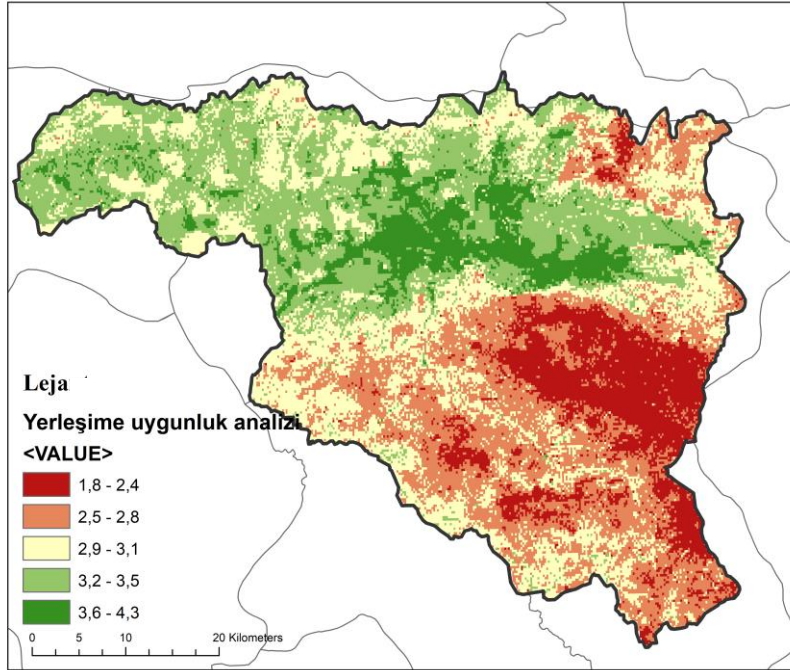 Leja
Yerleşime uygunluk analizi
<VALUE>
1,8 - 2,4
2,5 - 2,8
2,9 - 3,1
3,2 - 3,5
3,6 - 4,3
0 5 10 20 Kilometers